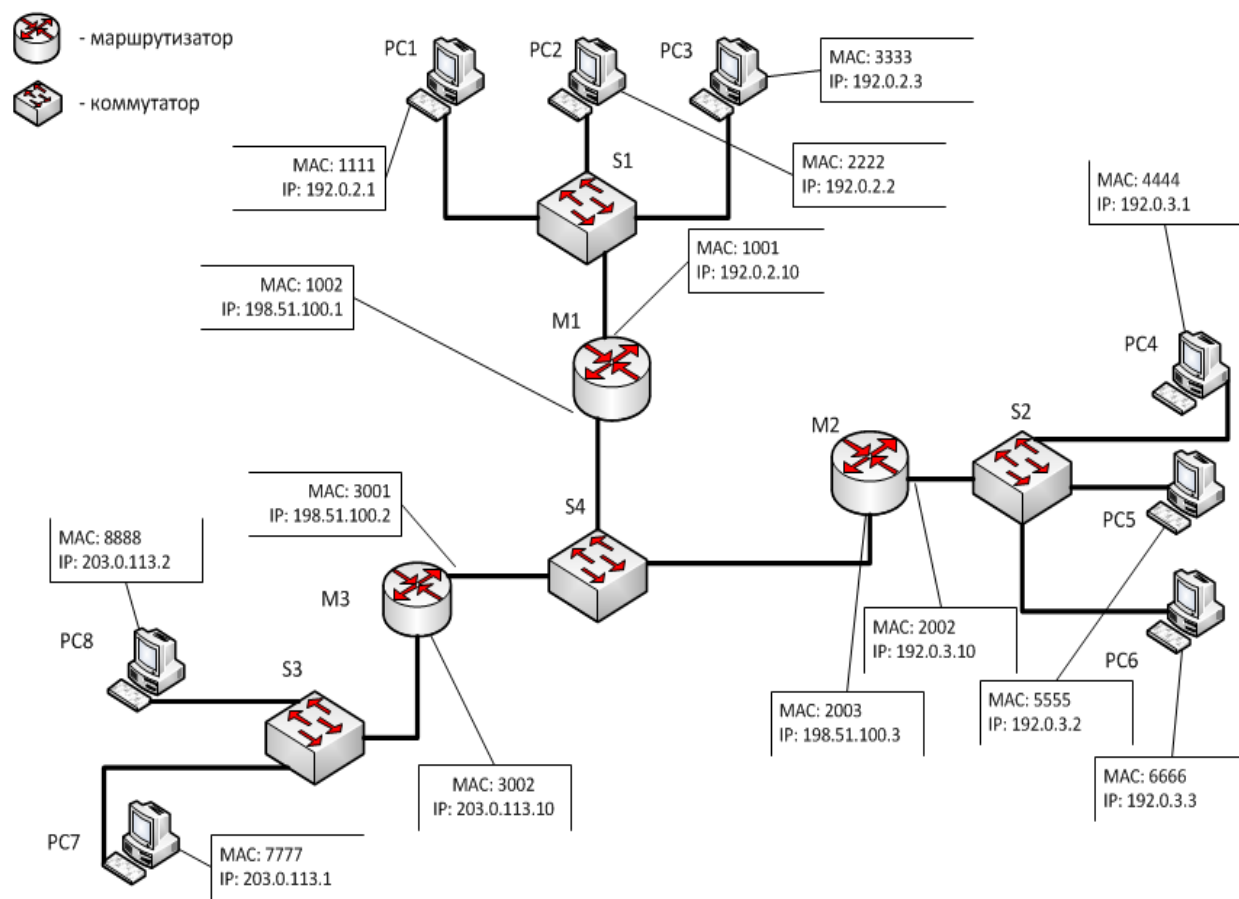 - маршрутизатор
- коммутатор
PC1
PC2
PC3
MAC: 3333
IP: 192.0.2.3
MAC: 1111
IP: 192.0.2.1
S1
MAC: 2222
IP: 192.0.2.2
MAC: 4444
IP: 192.0.3.1
MAC: 1002
IP: 198.51.100.1
MAC: 1001
IP: 192.0.2.10
M1
PC4
M2
S2
MAC: 3001
IP: 198.51.100.2
S4
PC5
MAC: 8888
IP: 203.0.113.2
M3
PC8
S3
MAC: 2002
IP: 192.0.3.10
PC6
MAC: 2003
IP: 198.51.100.3
MAC: 5555
IP: 192.0.3.2
MAC: 3002
IP: 203.0.113.10
MAC: 6666
IP: 192.0.3.3
PC7
MAC: 7777
IP: 203.0.113.1